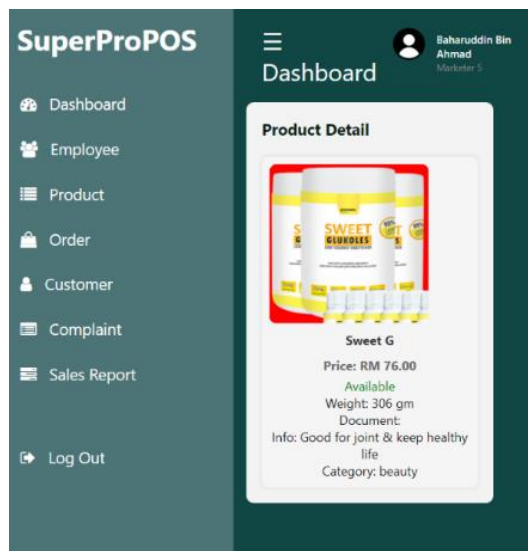 SuperProPOS
Dashboard
Employee
Product
Order
Customer
Complaint
Sales Report
Log Out
Dashboard
Baharuddin Bin
Ahmad
Marketer S
Product Detail
SWEET
GLUKOLES
Sweet G
Price: RM 76.00
Available
Weight: 306 gm
Document:
Info: Good for joint & keep healthy
life
Category: beauty